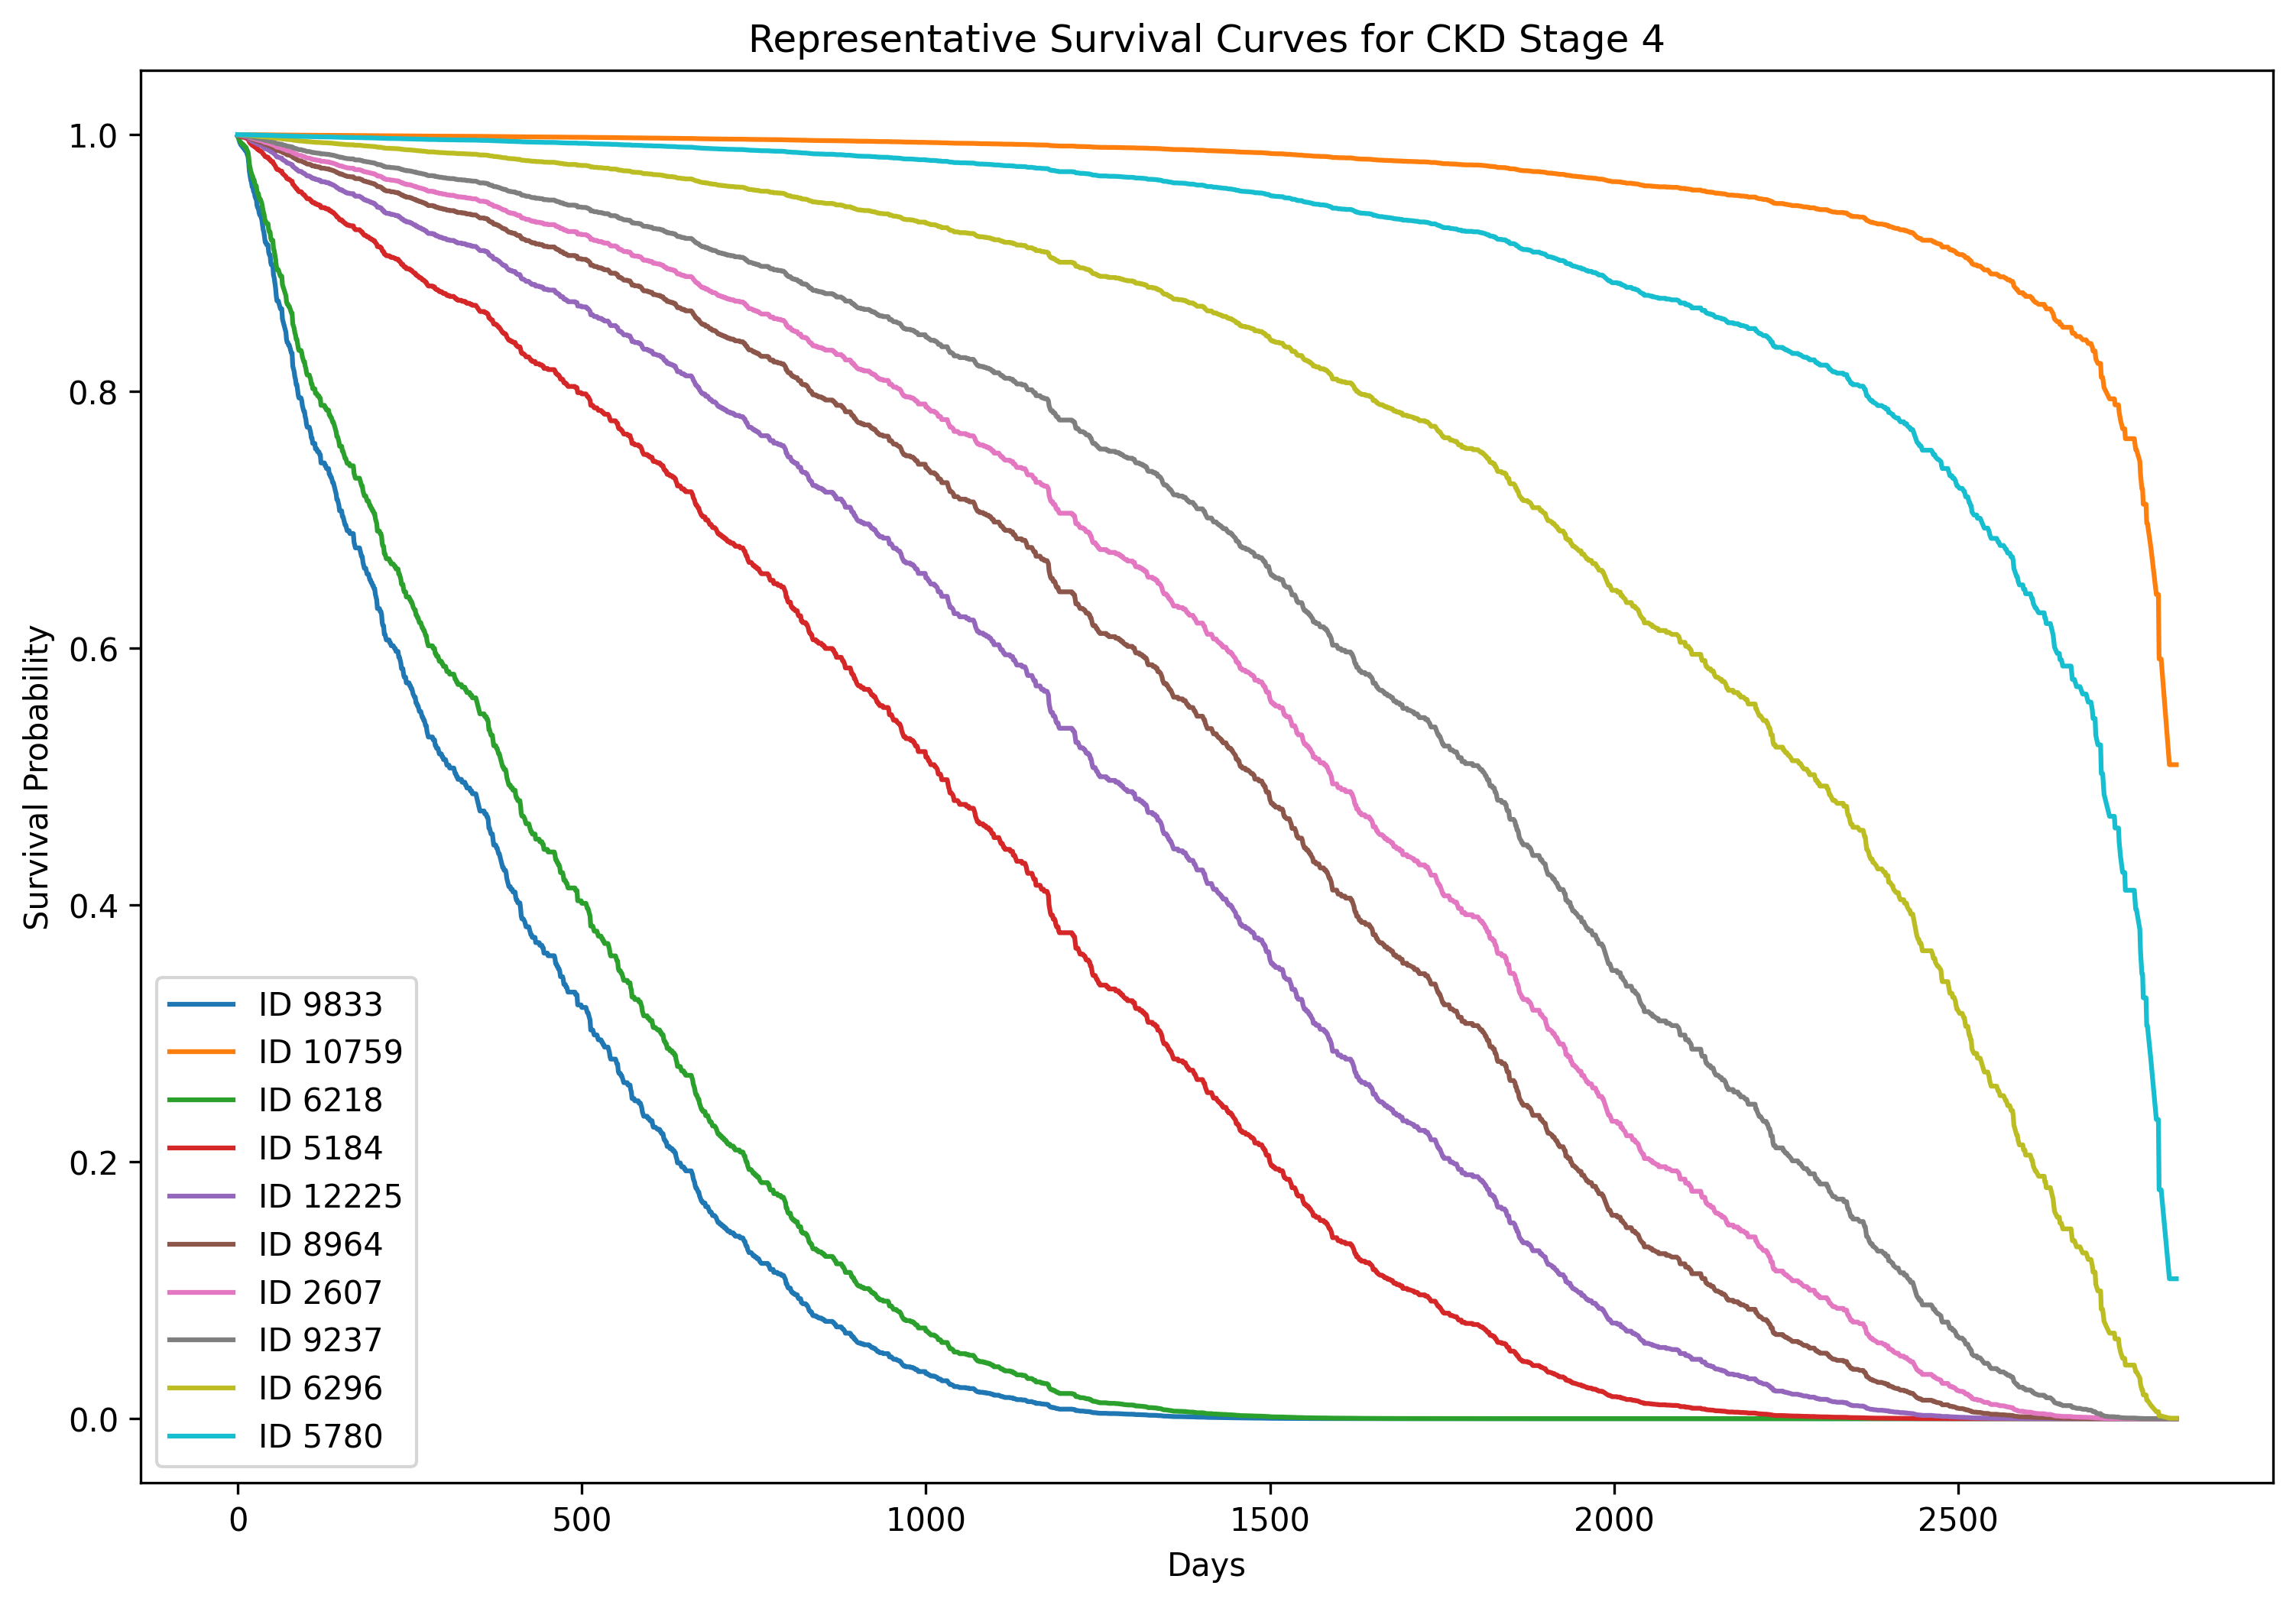 Representative Survival Curves for CKD Stage 4
Survival Probability
1.0
0.8
0.6
0.4
0.2
0.0
ID 9833
ID 10759
ID 6218
ID 5184
ID 12225
ID 8964
ID 2607
ID 9237
ID 6296
ID 5780
0 500 1000 1500 2000 2500
Days